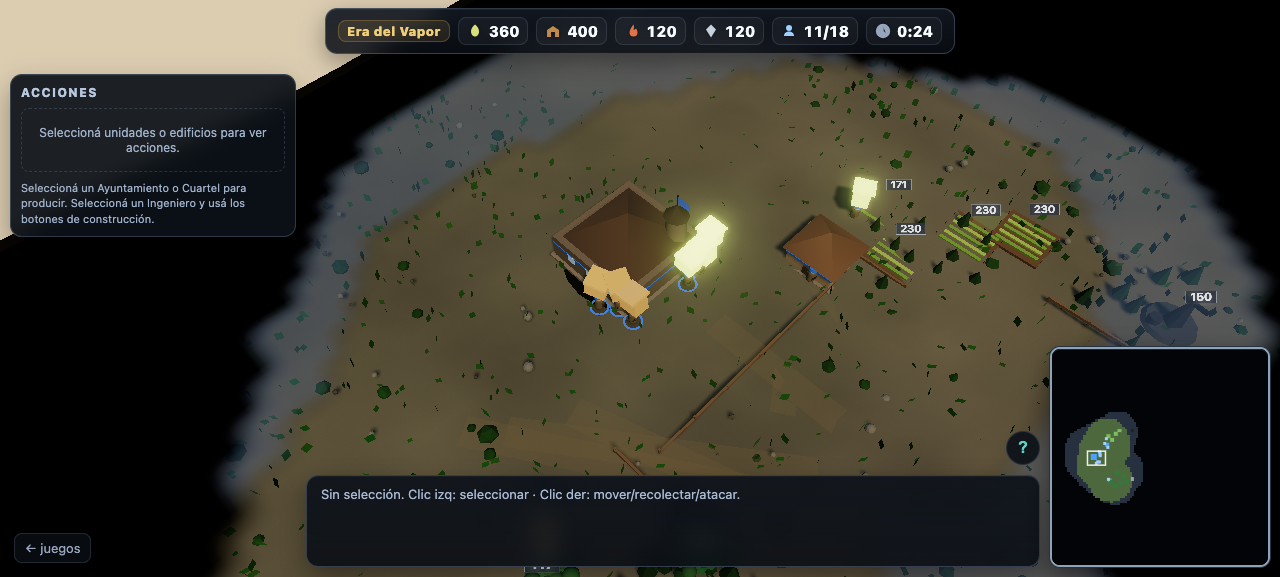 Era del Vapor 360 400 120 120 11/18 0:24
ACCIONES
Seleccioná unidades o edificios para ver
acciones.
Seleccioná un Ayuntamiento o Cuartel para
producir. Seleccioná un Ingeniero y usá los
botones de construcción.
171
230
230
230
160
?
Sin selección. Clic izq: seleccionar · Clic der: mover/recolectar/atacar.
← juegos